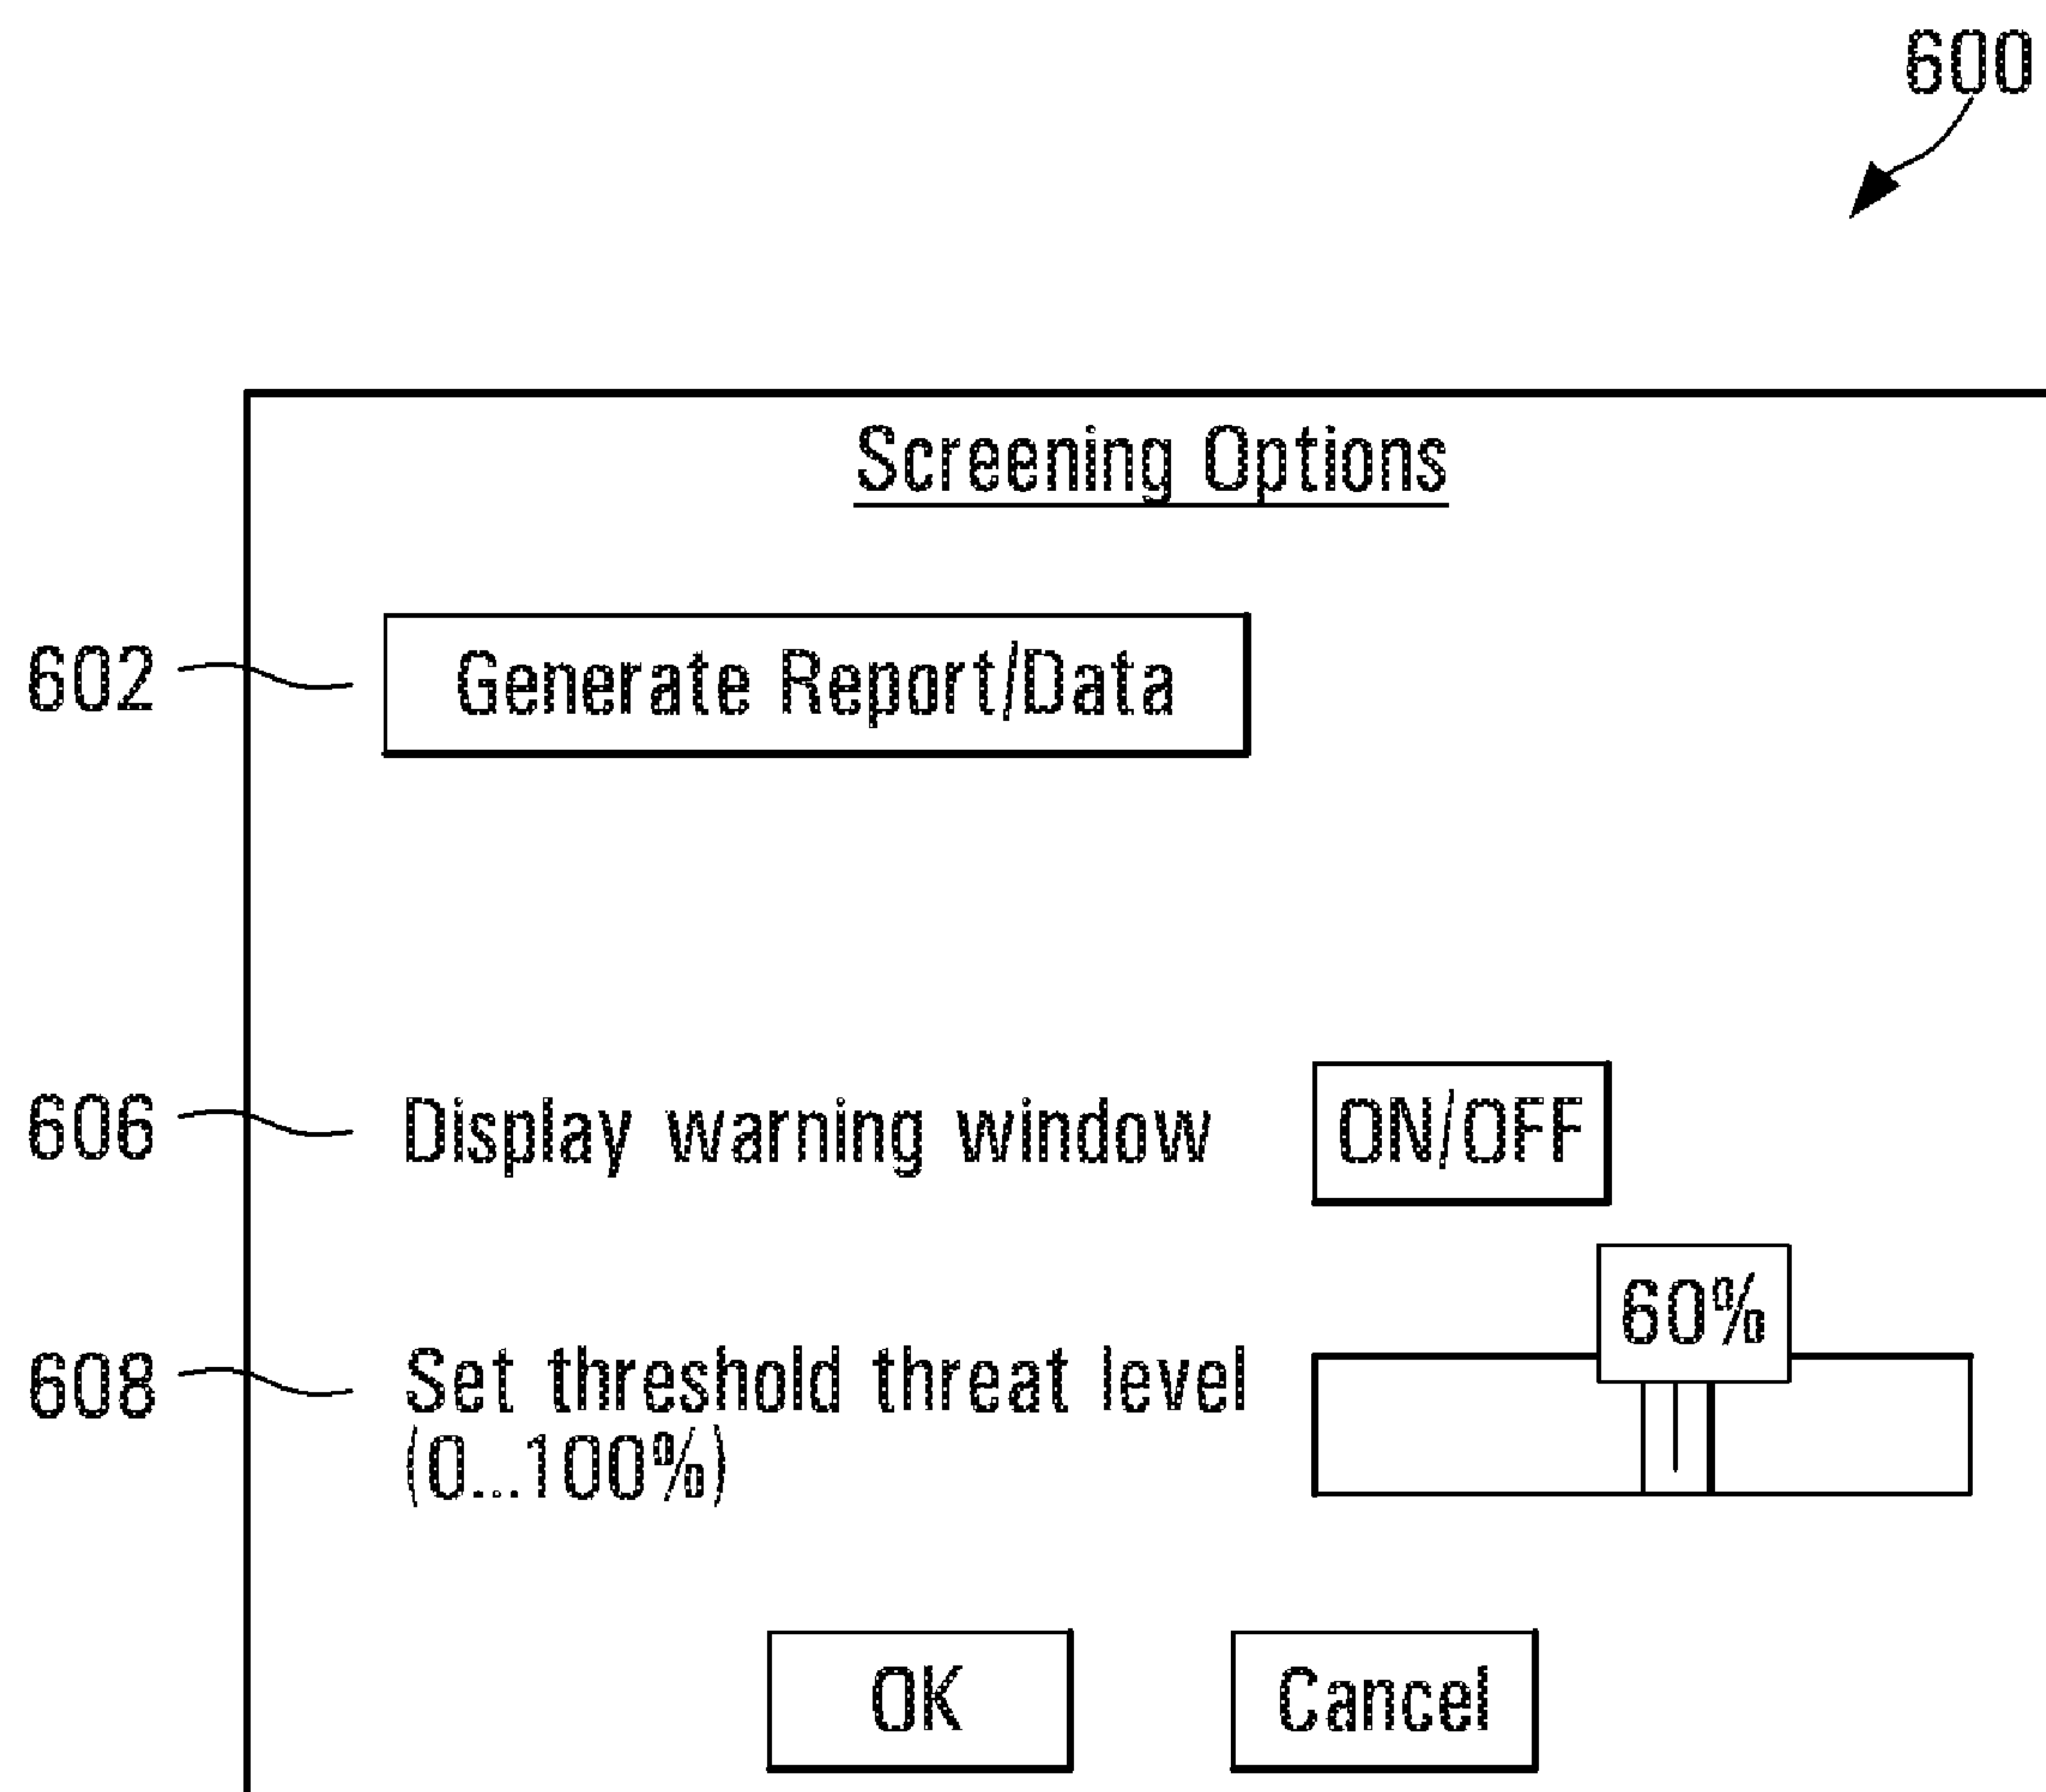 600
Screening Options
602 Generate Report/Data
606 Display warning window ON/OFF
60%
608 Set threshold threat level
(0...100%)
OK Cancel